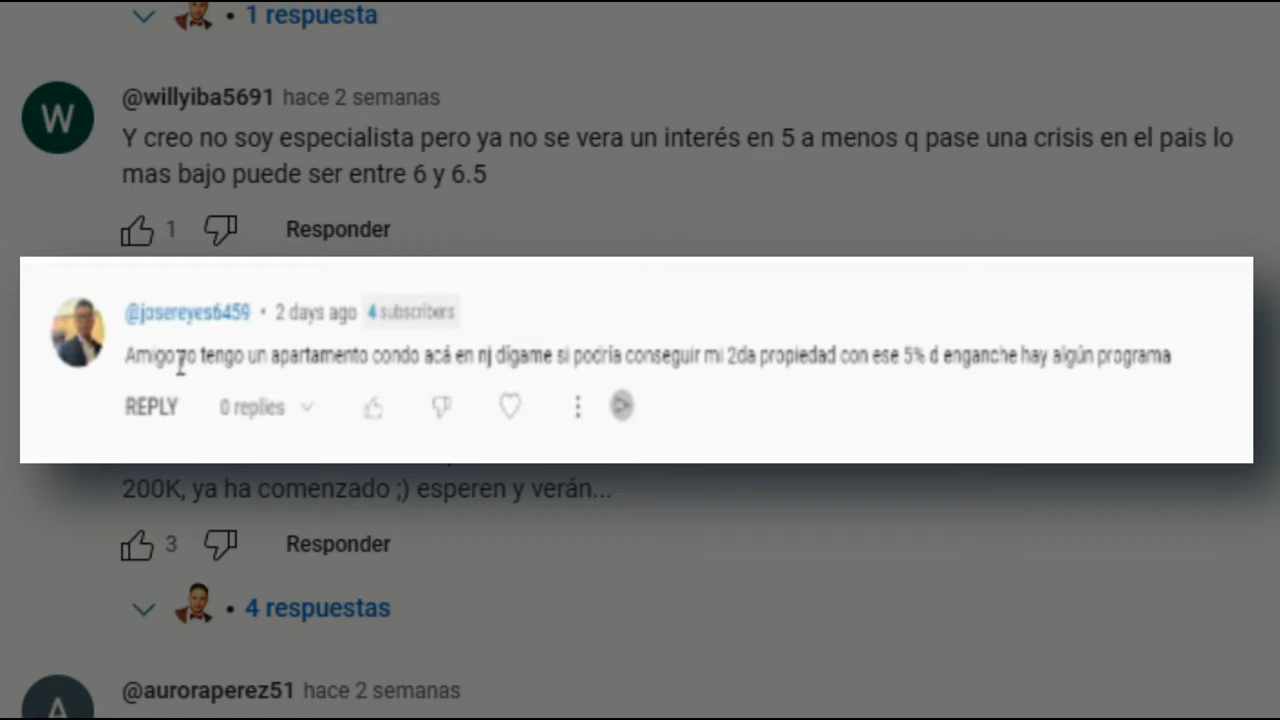 • 1 respuesta
W
@willyiba5691 hace 2 semanas
Y creo no soy especialista pero ya no se vera un interés en 5 a menos q pase una crisis en el pais lo
mas bajo puede ser entre 6 y 6.5
1 Responder
@josereyes6459 • 2 days ago 4 subscribers
Amigo yo tengo un apartamento condo acá en nj dígame si podría conseguir mi 2da propiedad con ese 5% d enganche hay algún programa
REPLY 0 replies
200K, ya ha comenzado ;) esperen y verán...
3 Responder
• 4 respuestas
A
@auroraperez51 hace 2 semanas